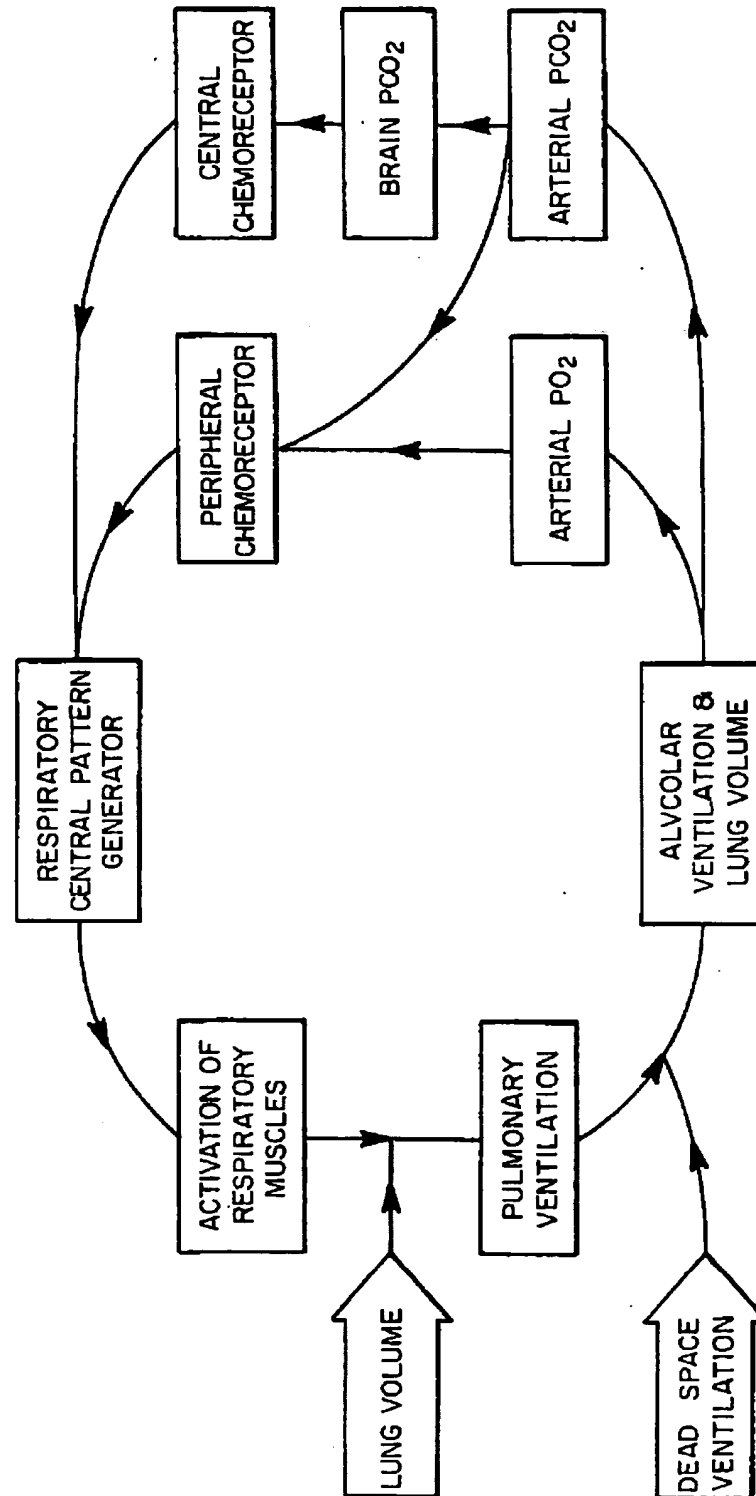 RESPIRATORY
CENTRAL PATTERN
GENERATOR
ACTIVATION OF
RESPIRATORY
MUSCLES
PERIPHERAL
CHEMORECEPTOR
CENTRAL
CHEMORECEPTOR
LUNG VOLUME
BRAIN PCO2
PULMONARY
VENTILATION
ARTERIAL PO2
ARTERIAL PCO2
DEAD SPACE
VENTILATION
ALVCOLAR
VENTILATION &
LUNG VOLUME